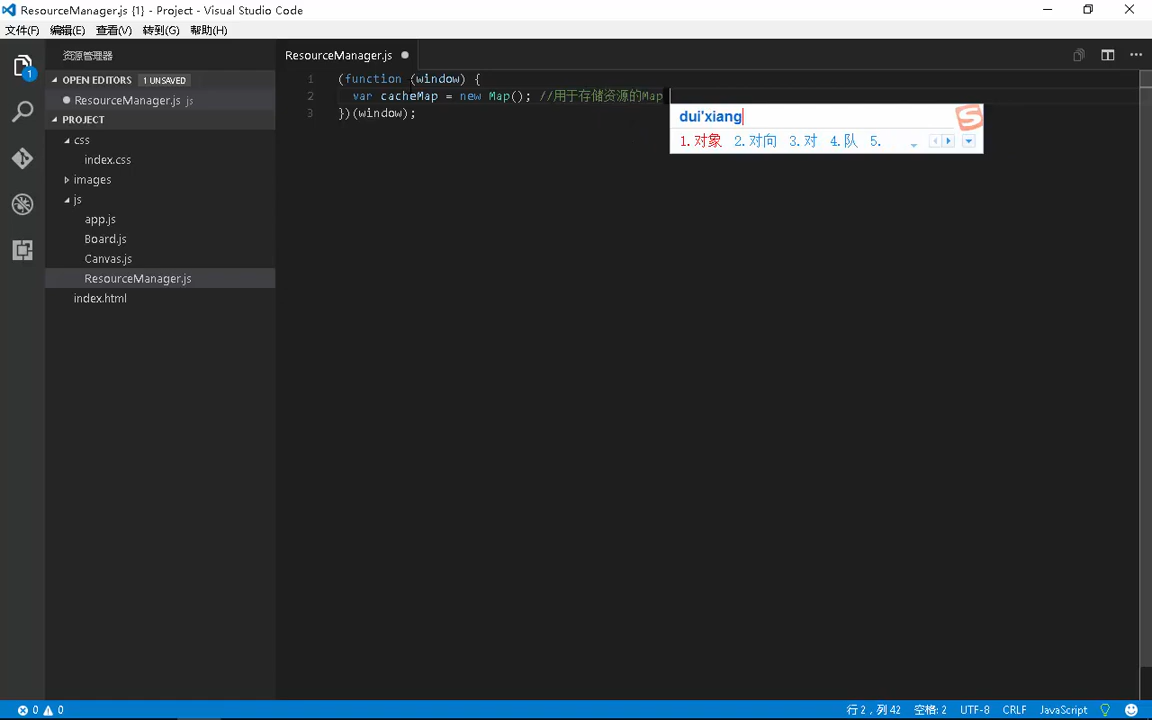 ResourceManager.js {1} - Project - Visual Studio Code
文件(F) 编辑(E) 查看(V) 转到(G) 帮助(H)
资源管理器
1
OPEN EDITORS 1 UNSAVED
ResourceManager.js js
PROJECT
css
index.css
images
js
app.js
Board.js
Canvas.js
ResourceManager.js
index.html
ResourceManager.js
1 (function (window) {
2 var cacheMap = new Map(); //用于存储资源的Map
3 })(window);
dui'xiang
1.对象 2.对向 3.对 4.队 5.
0 0
行 2，列 42 空格: 2 UTF-8 CRLF JavaScript